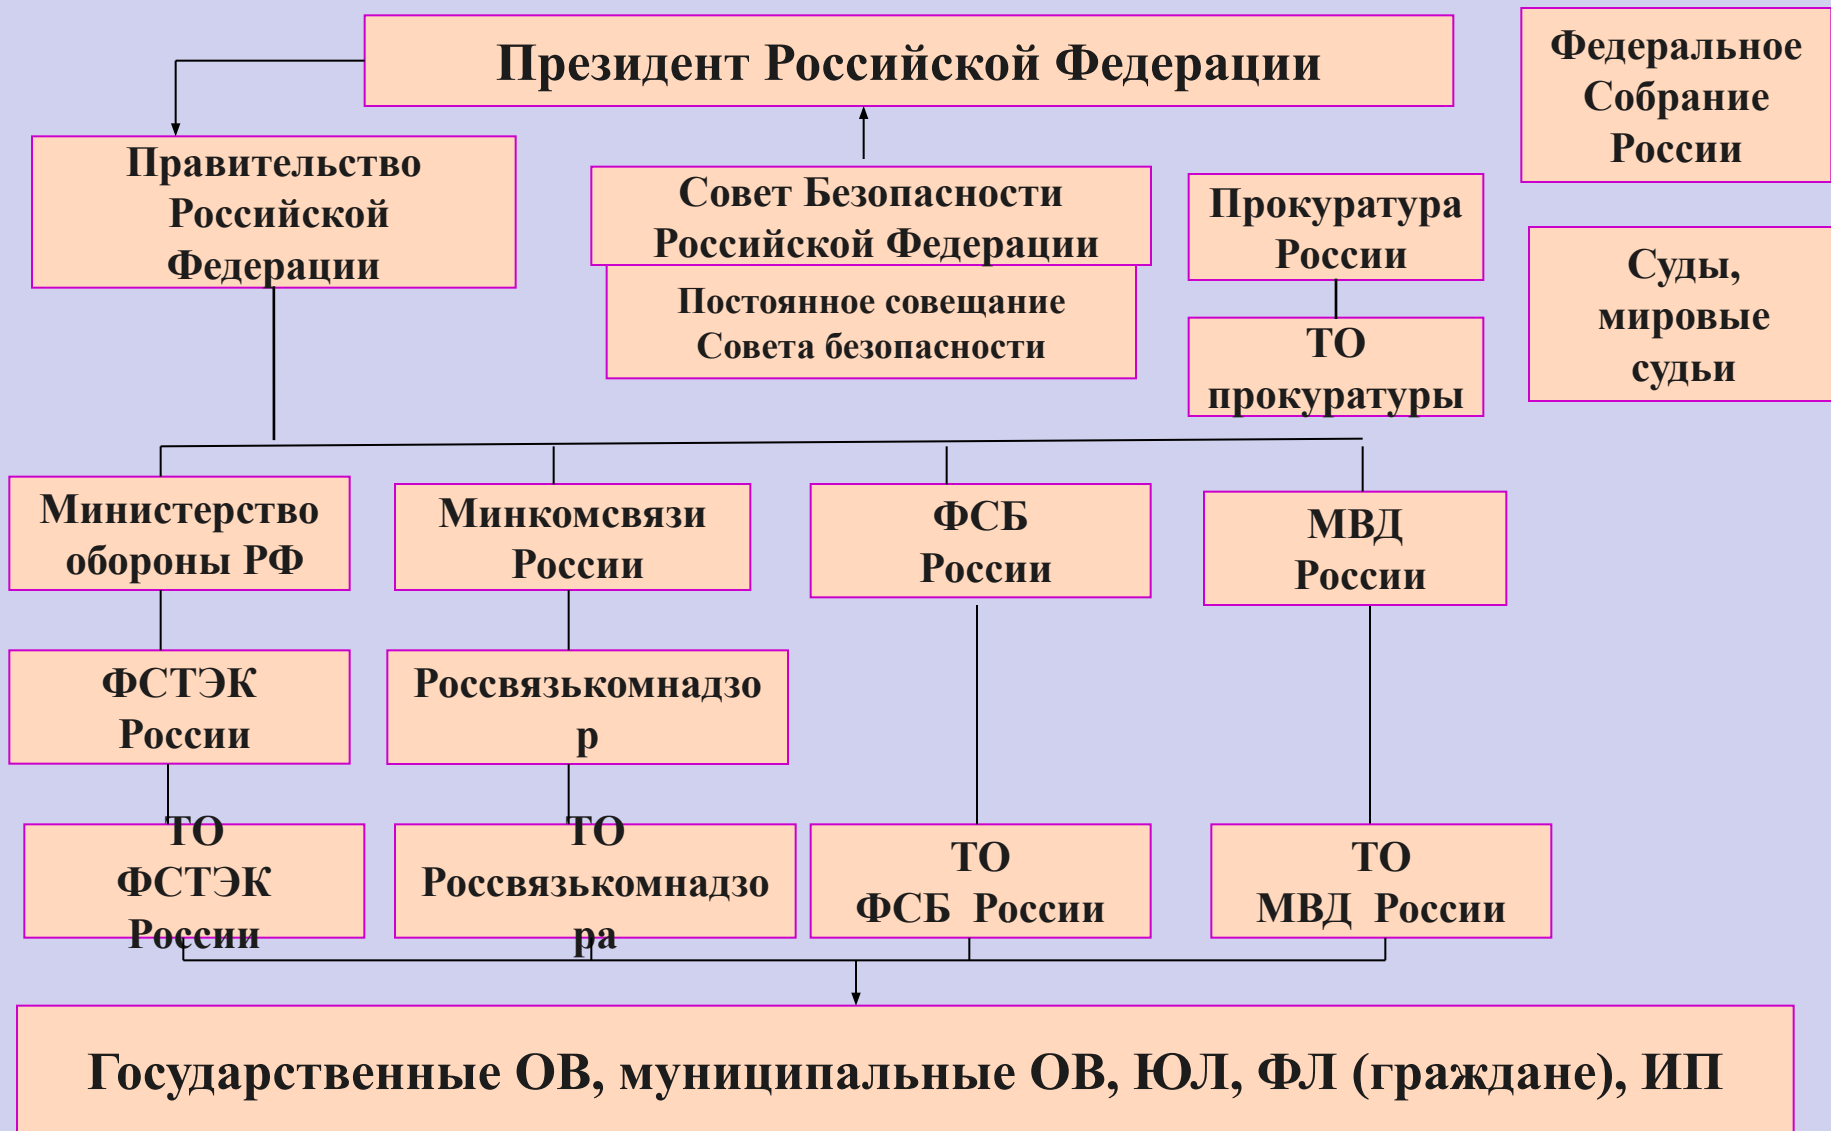 Президент Российской Федерации
Федеральное
Собрание
России
Правительство
Российской
Федерации
Совет Безопасности
Российской Федерации
Постоянное совещание
Совета безопасности
Прокуратура
России
ТО
прокуратуры
Суды,
мировые
судьи
Министерство
обороны РФ
Минкомсвязи
России
ФСБ
России
МВД
России
ФСТЭК
России
Россвязькомнадзо
р
ТО
ФСТЭК
России
ТО
Россвязькомнадзо
ра
ТО
ФСБ России
ТО
МВД России
Государственные ОВ, муниципальные ОВ, ЮЛ, ФЛ (граждане), ИП